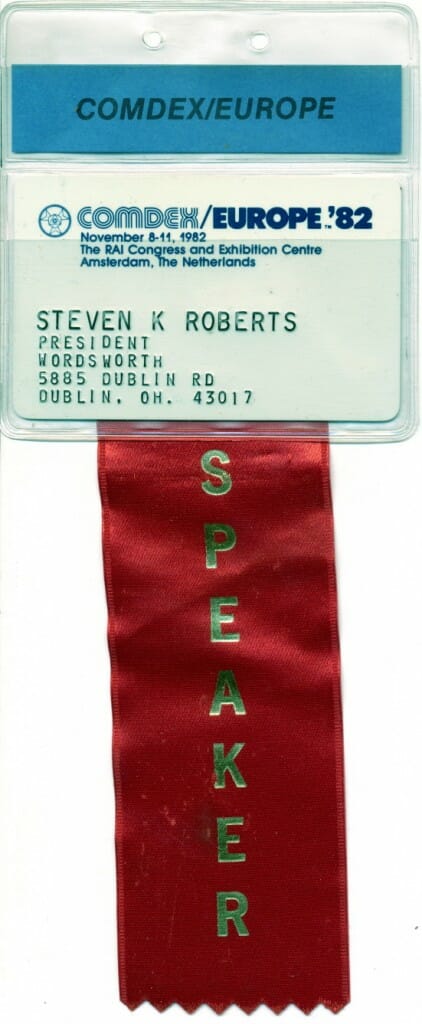 COMDEX/EUROPE
COMDEX/EUROPE™ '82
November 8-11, 1982
The RAI Congress and Exhibition Centre
Amsterdam, The Netherlands
STEVEN K ROBERTS
PRESIDENT
WORDSWORTH
5885 DUBLIN RD
DUBLIN, OH. 43017
SPEAKER